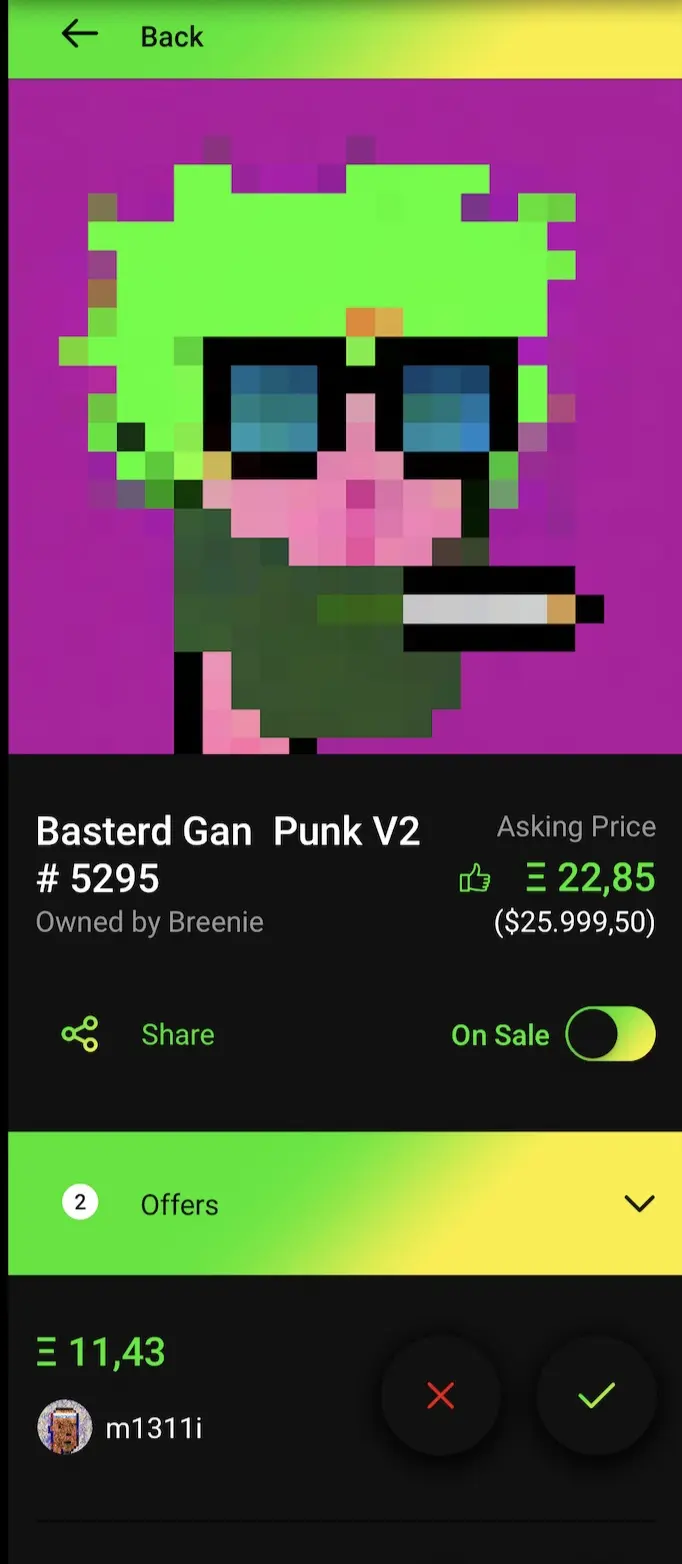 Back
Basterd Gan  Punk V2
# 5295
Owned by Breenie
Asking Price
Ξ 22,85
($25.999,50)
Share
On Sale
2
Offers
Ξ 11,43
m1311i